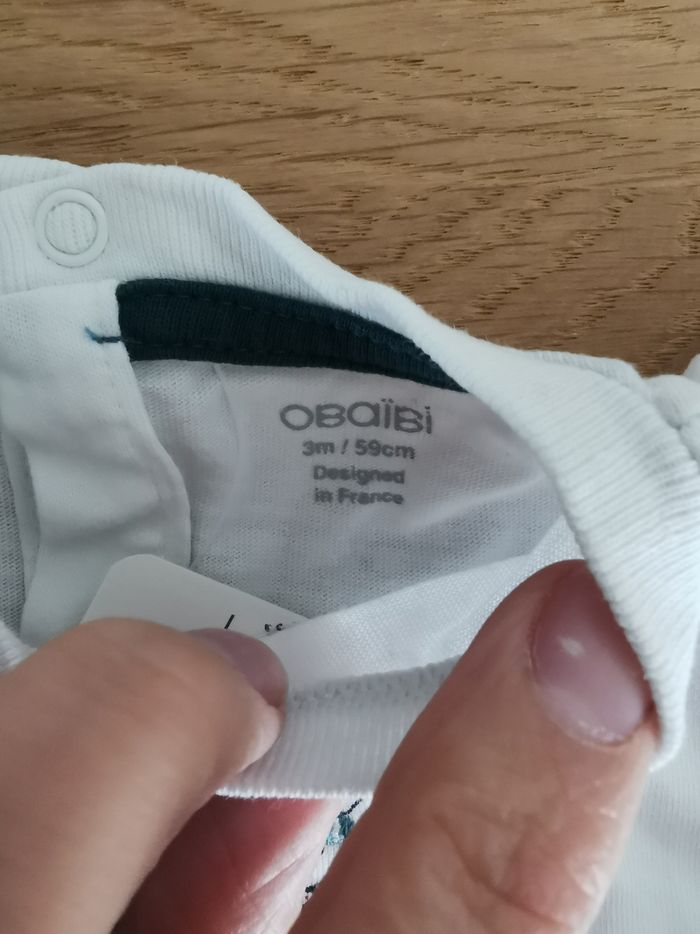 OBaïBi
3m / 59cm
Designed
in France